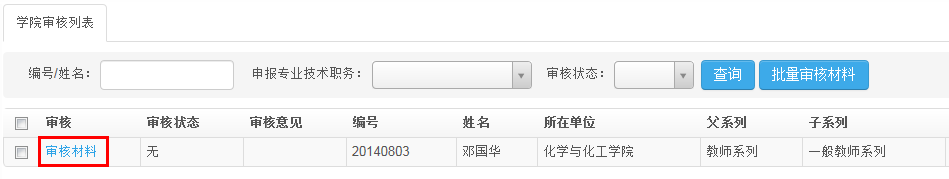 学院审核列表
编号/姓名： 申报专业技术职务： 审核状态： 查询 批量审核材料
审核 审核状态 审核意见 编号 姓名 所在单位 父系列 子系列
审核材料 无 20140803 邓国华 化学与化工学院 教师系列 一般教师系列